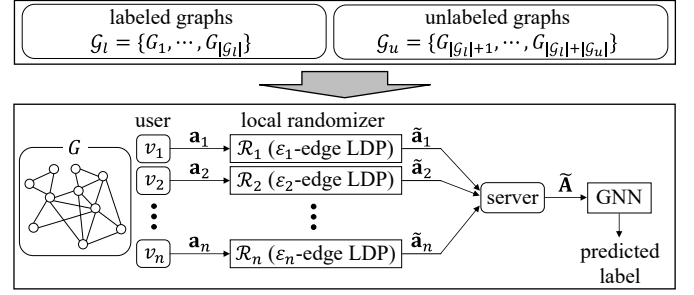 labeled graphs
𝒢_l = {G_1, ⋯, G_|𝒢_l|}
unlabeled graphs
𝒢_u = {G_|𝒢_l|+1, ⋯, G_|𝒢_l|+|𝒢_u|}
user
local randomizer
G
v_1
a_1
ℛ_1 (ε_1-edge LDP)
ã_1
v_2
a_2
ℛ_2 (ε_2-edge LDP)
ã_2
v_n
a_n
ℛ_n (ε_n-edge LDP)
ã_n
server
Ã
GNN
predicted
label